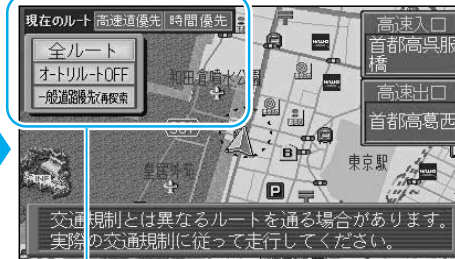 現在のルート 高速道優先 時間優先
全ルート
オートリルートOFF
一般道路優先で再探索
和田倉噴水公園
皇居外苑
東京駅
高速入口
首都高呉服
橋
高速出口
首都高葛西
INF
P
B
交通規制とは異なるルートを通る場合があります。
実際の交通規制に従って走行してください。